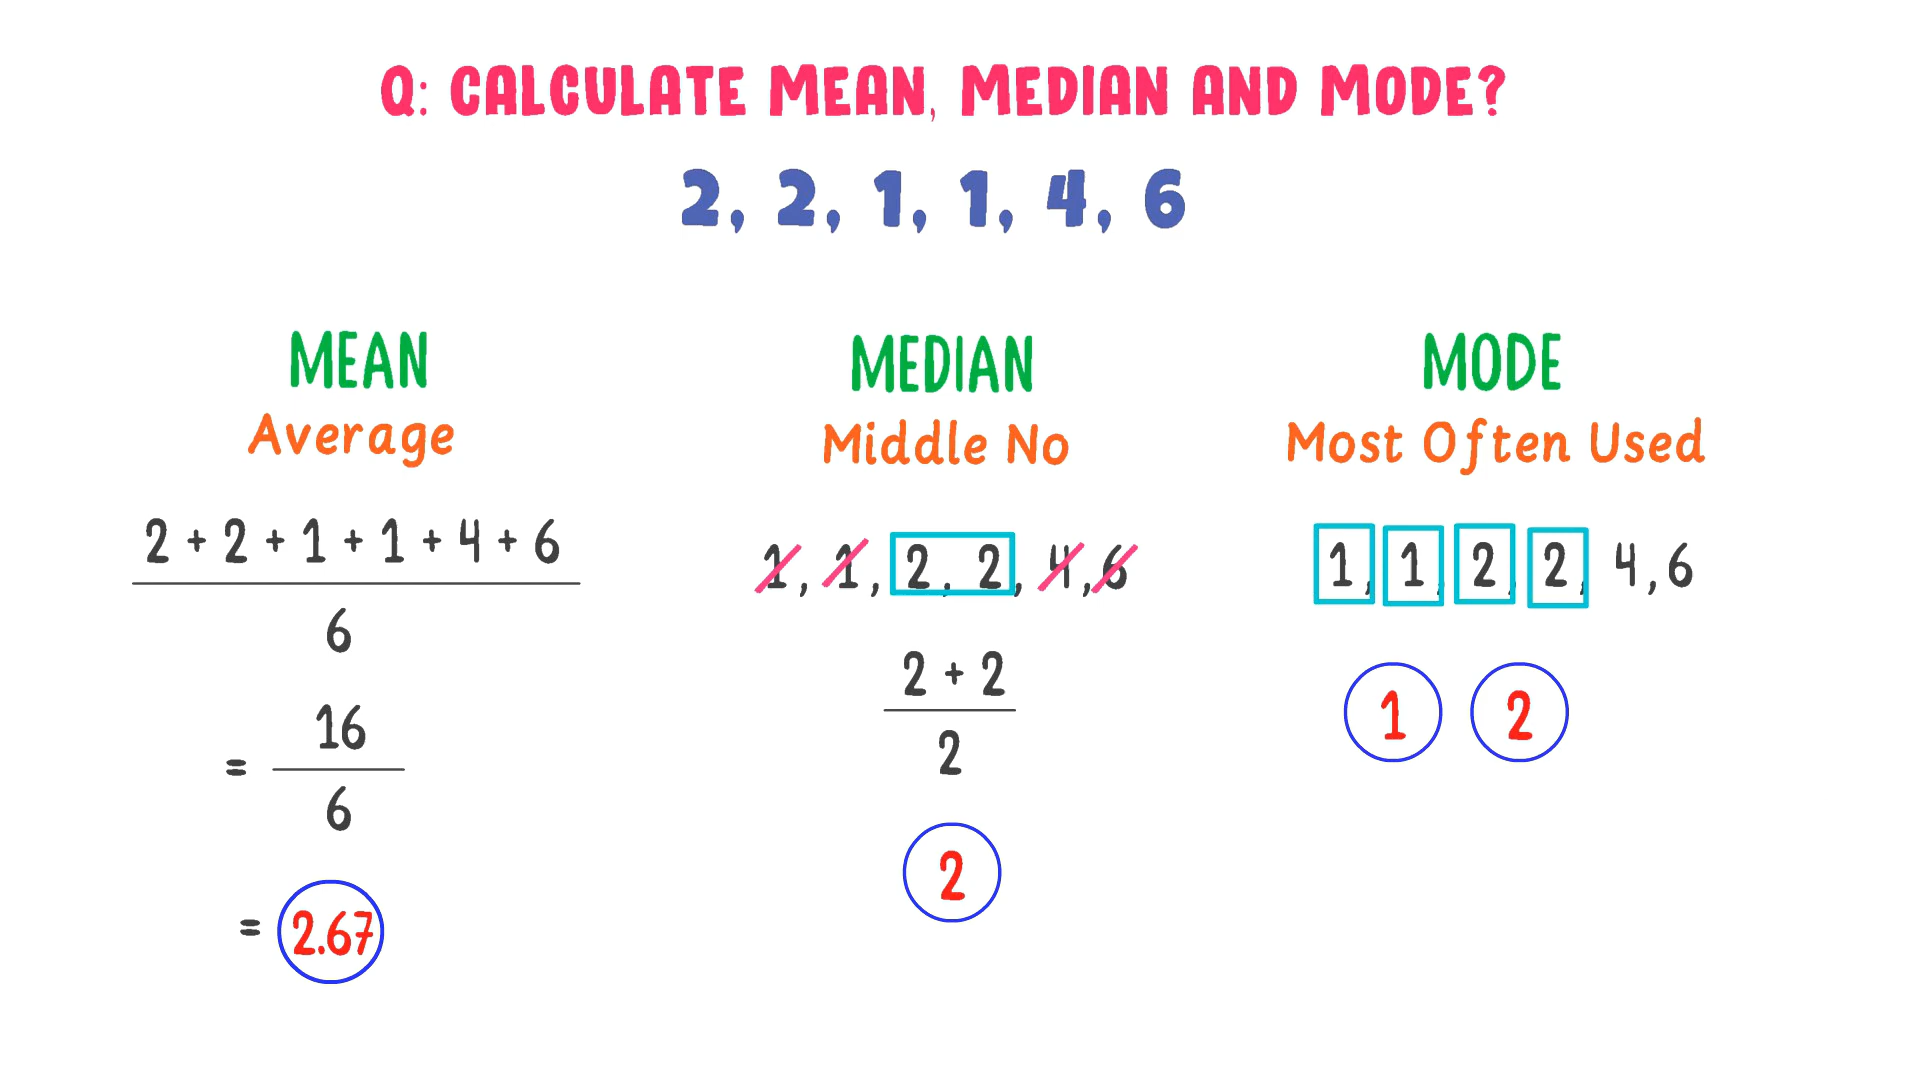 Q: CALCULATE MEAN, MEDIAN AND MODE?
2, 2, 1, 1, 4, 6
MEAN
Average
2 + 2 + 1 + 1 + 4 + 6
6
= 16
6
= 2.67
MEDIAN
Middle No
1, 1, 2, 2, 4, 6
2 + 2
2
2
MODE
Most Often Used
1, 1, 2, 2, 4, 6
1 2